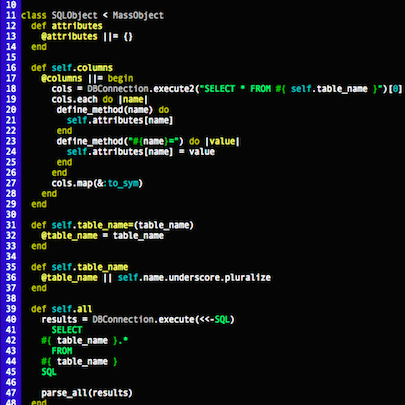 10
11 class SQLObject < MassObject
12   def attributes
13     @attributes ||= {}
14   end
15
16   def self.columns
17     @columns ||= begin
18       cols = DBConnection.execute2("SELECT * FROM #{ self.table_name }")[0]
19       cols.each do |name|
20         define_method(name) do
21           self.attributes[name]
22         end
23         define_method("#{name}=") do |value|
24           self.attributes[name] = value
25         end
26       end
27       cols.map(&:to_sym)
28     end
29   end
30
31   def self.table_name=(table_name)
32     @table_name = table_name
33   end
34
35   def self.table_name
36     @table_name || self.name.underscore.pluralize
37   end
38
39   def self.all
40     results = DBConnection.execute(<<-SQL)
41       SELECT
42     #{ table_name }.*
43       FROM
44     #{ table_name }
45     SQL
46
47     parse_all(results)
48   end